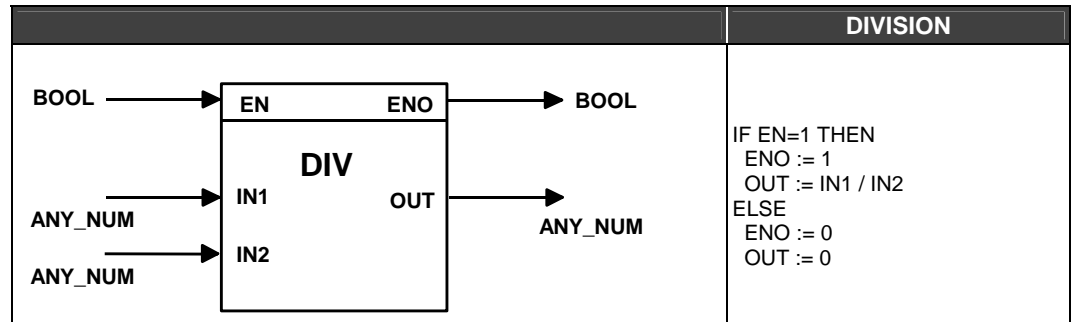 DIVISION
BOOL EN ENO BOOL
DIV
IN1 OUT
ANY_NUM ANY_NUM
IN2
ANY_NUM
IF EN=1 THEN
ENO := 1
OUT := IN1 / IN2
ELSE
ENO := 0
OUT := 0